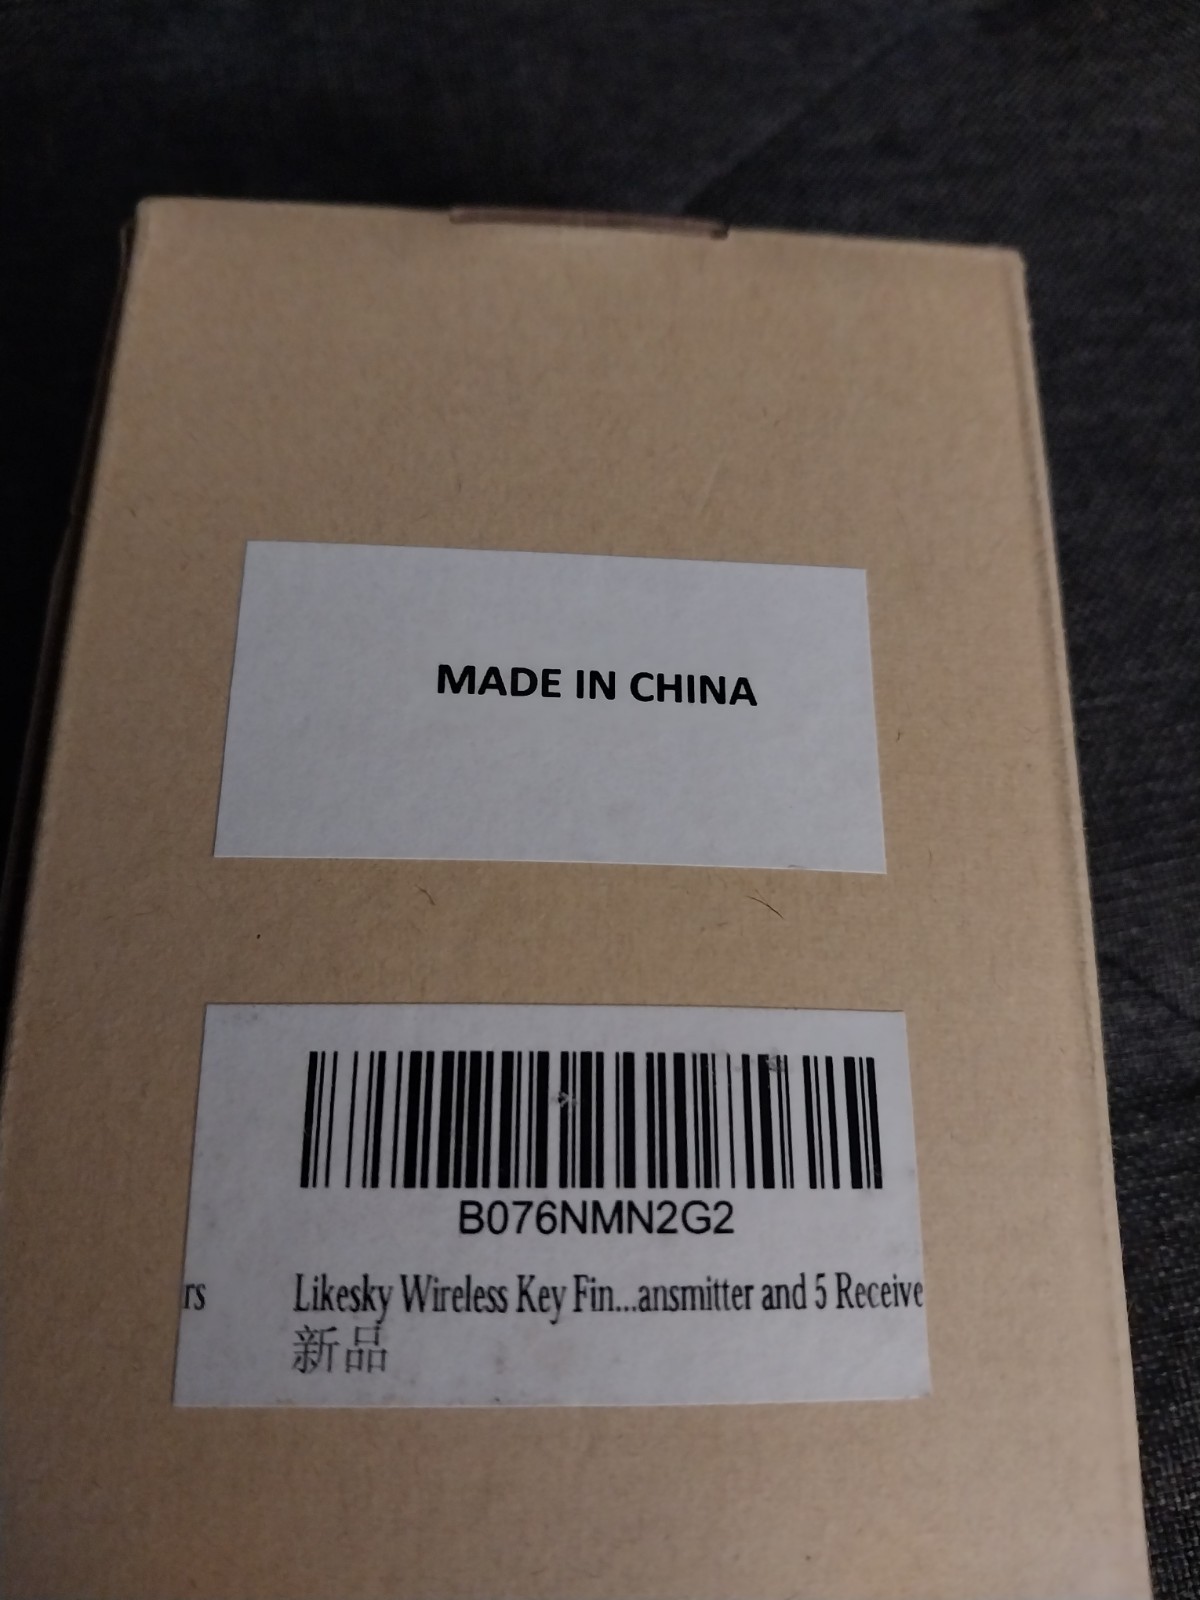 MADE IN CHINA
B076NMN2G2
rs Likesky Wireless Key Fin...ansmitter and 5 Receive
新品